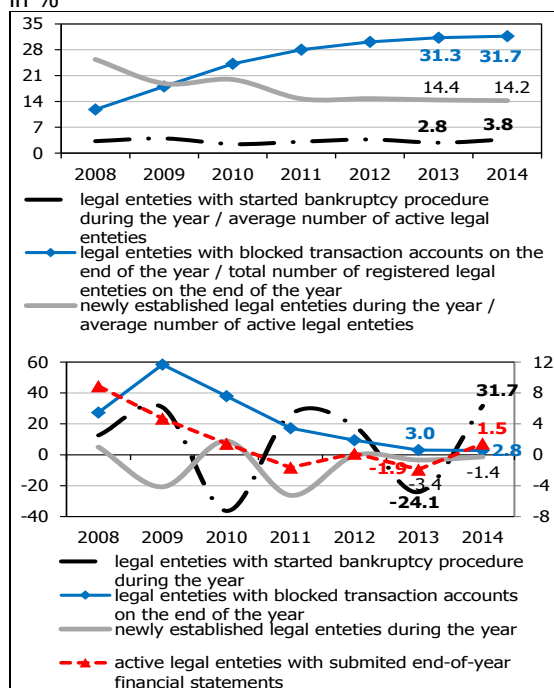 in %
35
28
21
14
7
0
31.3
31.7
14.4
14.2
2.8
3.8
2008 2009 2010 2011 2012 2013 2014
legal enteties with started bankruptcy procedure
during the year / average number of active legal
enteties
legal enteties with blocked transaction accounts on the
end of the year / total number of registered legal
enteties on the end of the year
newly established legal enteties during the year /
average number of active legal enteties
60
40
20
0
-20
-40
12
8
4
0
-4
-8
31.7
3.0
1.5
2.8
-1.9
-3.4
-1.4
-24.1
2008 2009 2010 2011 2012 2013 2014
legal enteties with started bankruptcy procedure
during the year
legal enteties with blocked transaction accounts
on the end of the year
newly established legal enteties during the year
active legal enteties with submited end-of-year
financial statements